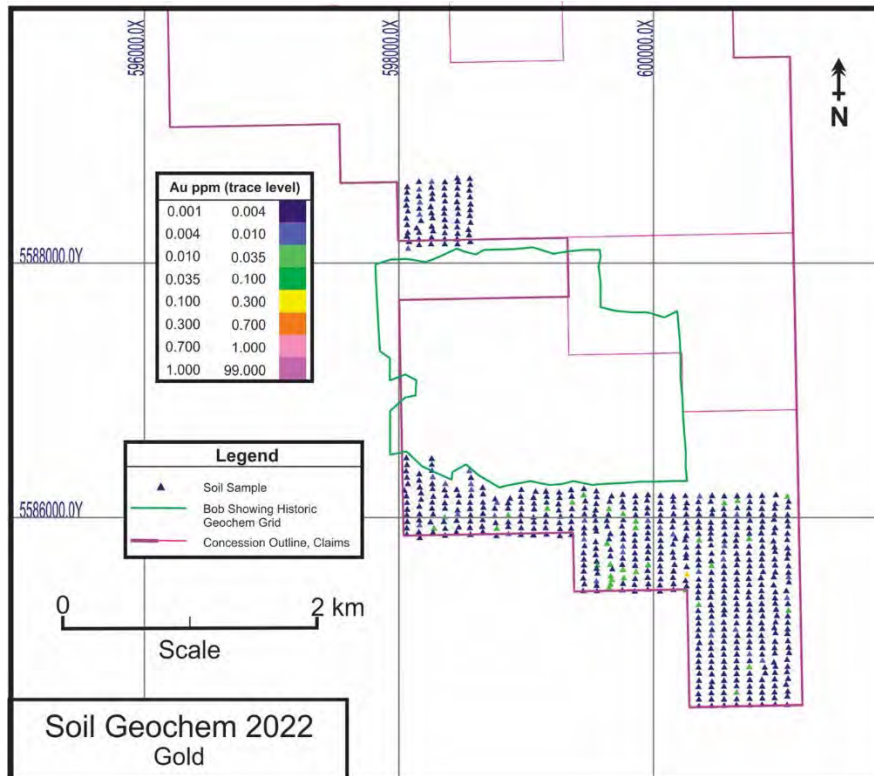 596000.0X
598000.0X
600000.0X
N
Au ppm (trace level)
0.001 0.004
0.004 0.010
0.010 0.035
0.035 0.100
0.100 0.300
0.300 0.700
0.700 1.000
1.000 99.000
5588000.0Y
Legend
Soil Sample
Bob Showing Historic
Geochem Grid
Concession Outline, Claims
5586000.0Y
0 2 km
Scale
Soil Geochem 2022
Gold